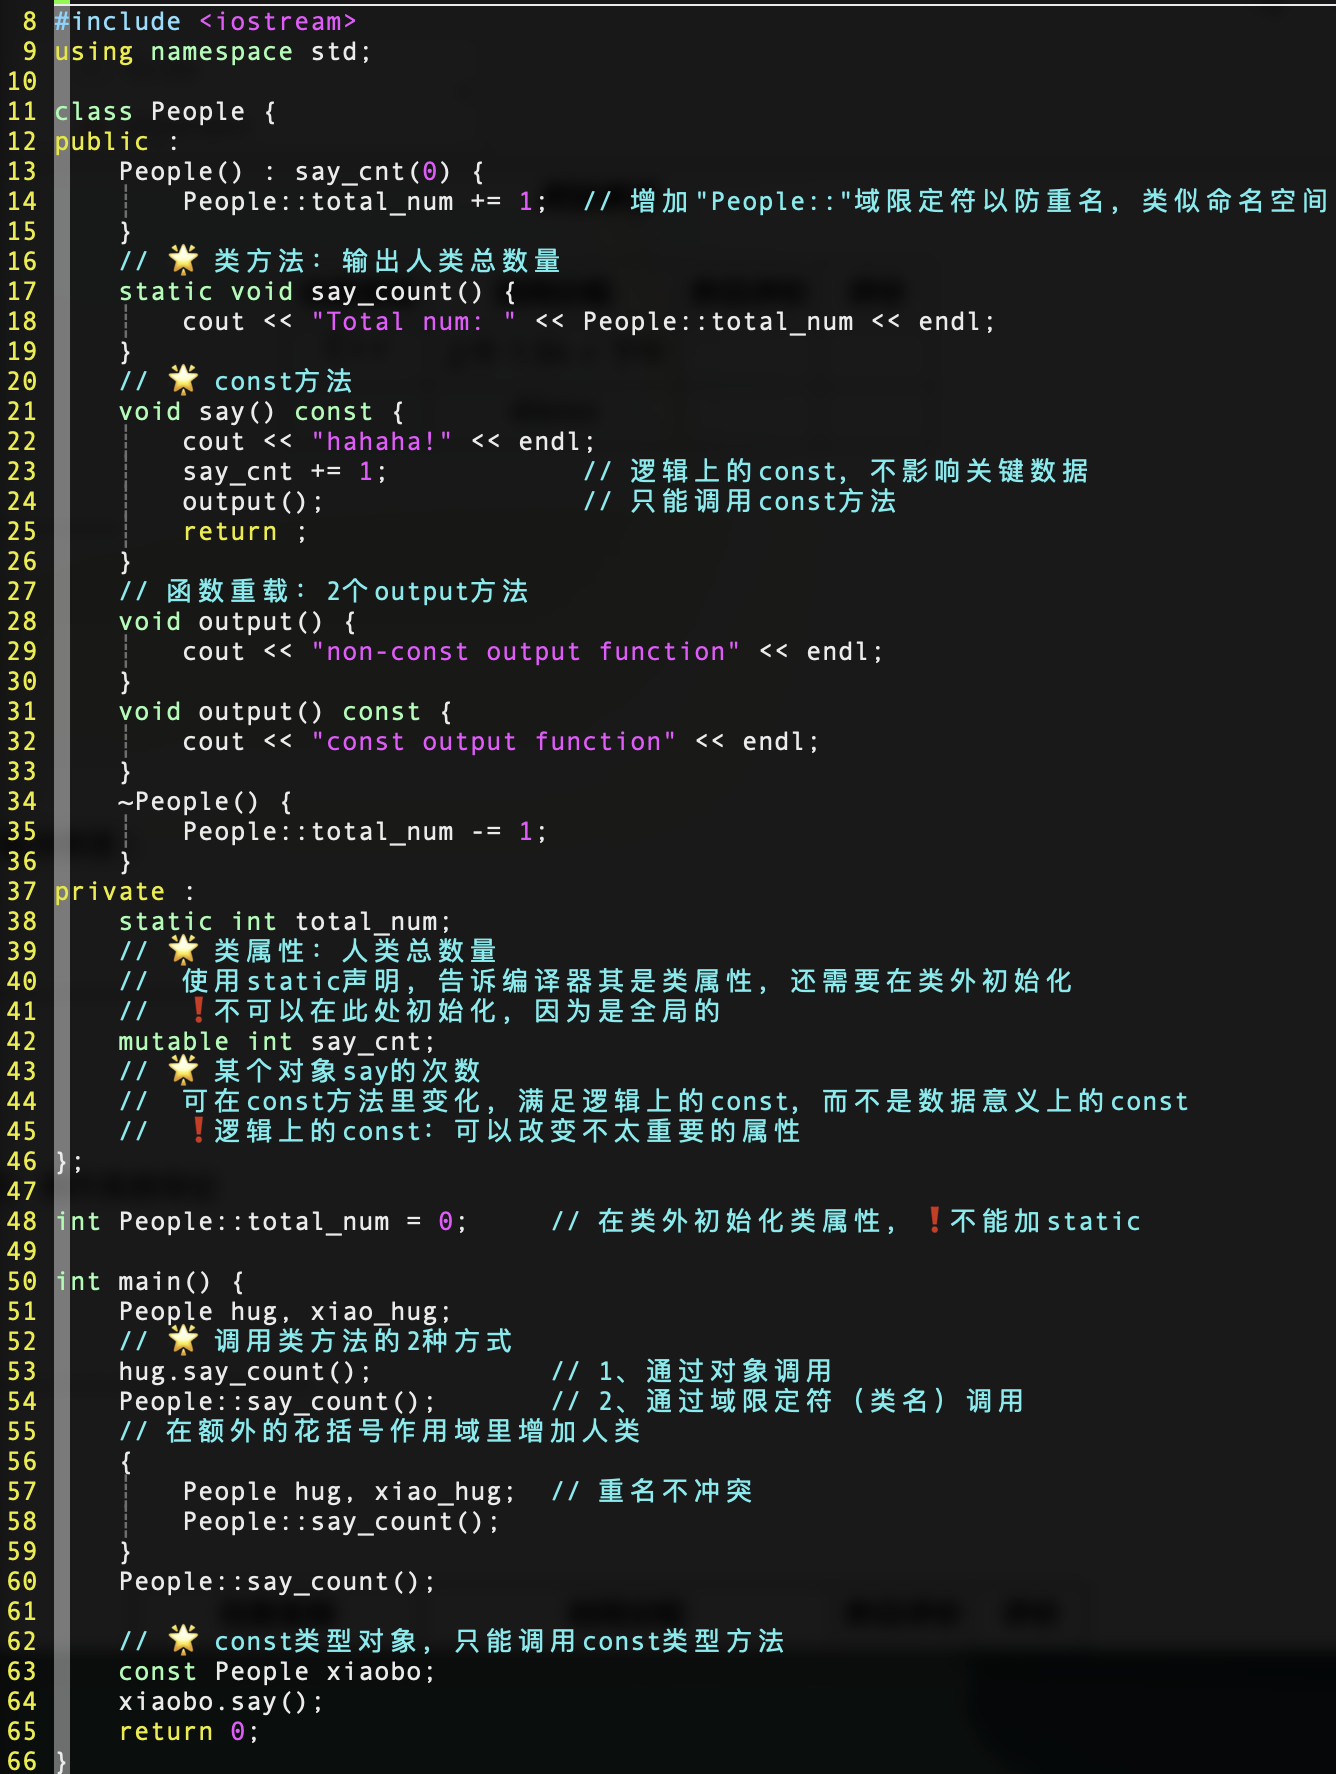 8 #include <iostream>
9 using namespace std;
10
11 class People {
12 public :
13     People() : say_cnt(0) {
14         People::total_num += 1;  // 增加"People::"域限定符以防重名，类似命名空间
15     }
16     // 🌟 类方法：输出人类总数量
17     static void say_count() {
18         cout << "Total num: " << People::total_num << endl;
19     }
20     // 🌟 const方法
21     void say() const {
22         cout << "hahaha!" << endl;
23         say_cnt += 1;            // 逻辑上的const，不影响关键数据
24         output();                // 只能调用const方法
25         return ;
26     }
27     // 函数重载：2个output方法
28     void output() {
29         cout << "non-const output function" << endl;
30     }
31     void output() const {
32         cout << "const output function" << endl;
33     }
34     ~People() {
35         People::total_num -= 1;
36     }
37 private :
38     static int total_num;
39     // 🌟 类属性：人类总数量
40     //  使用static声明，告诉编译器其是类属性，还需要在类外初始化
41     //  ❗不可以在此处初始化，因为是全局的
42     mutable int say_cnt;
43     // 🌟 某个对象say的次数
44     //  可在const方法里变化，满足逻辑上的const，而不是数据意义上的const
45     //  ❗逻辑上的const：可以改变不太重要的属性
46 };
47
48 int People::total_num = 0;     // 在类外初始化类属性，❗不能加static
49
50 int main() {
51     People hug, xiao_hug;
52     // 🌟 调用类方法的2种方式
53     hug.say_count();           // 1、通过对象调用
54     People::say_count();       // 2、通过域限定符（类名）调用
55     // 在额外的花括号作用域里增加人类
56     {
57         People hug, xiao_hug;  // 重名不冲突
58         People::say_count();
59     }
60     People::say_count();
61
62     // 🌟 const类型对象，只能调用const类型方法
63     const People xiaobo;
64     xiaobo.say();
65     return 0;
66 }